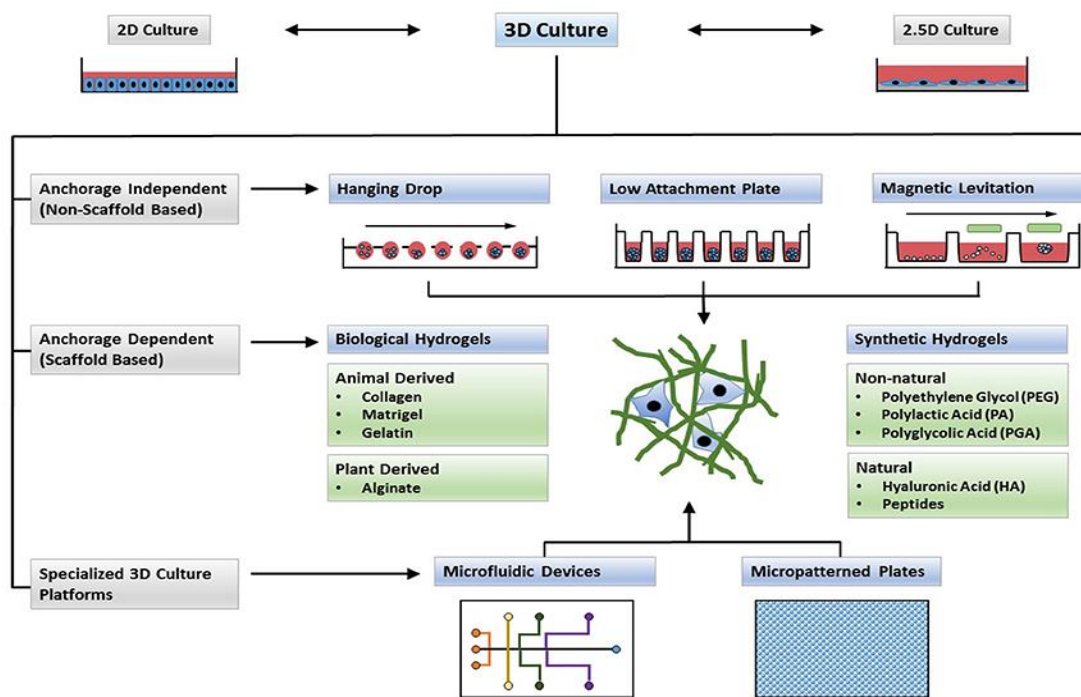 2D Culture
3D Culture
2.5D Culture
Anchorage Independent
(Non-Scaffold Based)
Hanging Drop
Low Attachment Plate
Magnetic Levitation
Anchorage Dependent
(Scaffold Based)
Biological Hydrogels
Animal Derived
• Collagen
• Matrigel
• Gelatin
Plant Derived
• Alginate
Synthetic Hydrogels
Non-natural
• Polyethylene Glycol (PEG)
• Polylactic Acid (PA)
• Polyglycolic Acid (PGA)
Natural
• Hyaluronic Acid (HA)
• Peptides
Specialized 3D Culture
Platforms
Microfluidic Devices
Micropatterned Plates